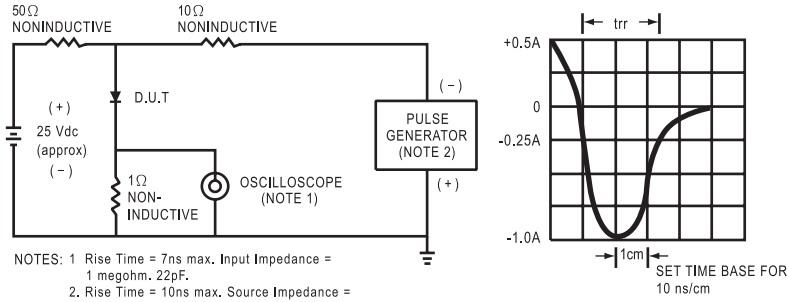 50Ω
NONINDUCTIVE
10Ω
NONINDUCTIVE
D.U.T
(+)
25 Vdc
(approx)
(−)
1Ω
NON-
INDUCTIVE
OSCILLOSCOPE
(NOTE 1)
(−)
PULSE
GENERATOR
(NOTE 2)
(+)
trr
+0.5A
0
-0.25A
-1.0A
1cm
SET TIME BASE FOR
10 ns/cm
NOTES: 1 Rise Time = 7ns max. Input Impedance =
1 megohm. 22pF.
2. Rise Time = 10ns max. Source Impedance =